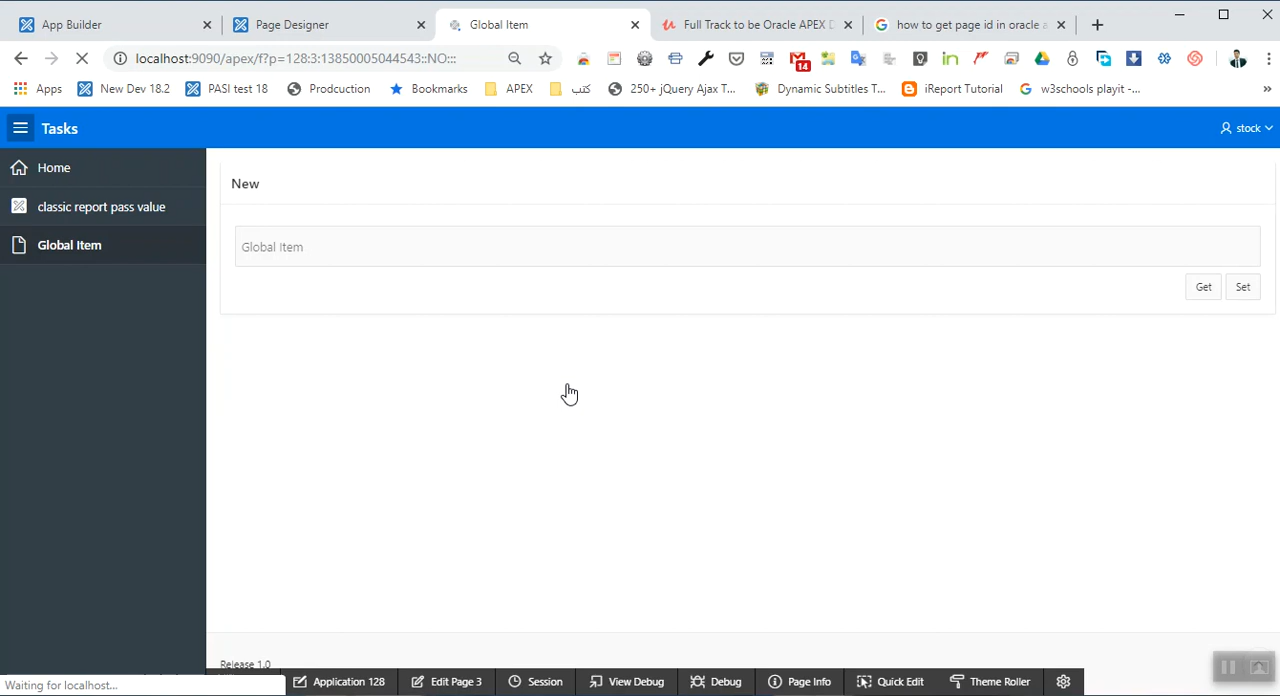 App Builder
Page Designer
Global Item
Full Track to be Oracle APEX D
how to get page id in oracle a
localhost:9090/apex/f?p=128:3:13850005044543::NO:::
14
Apps
New Dev 18.2
PASI test 18
Prodcuction
Bookmarks
APEX
كتب
250+ jQuery Ajax T...
Dynamic Subtitles T...
iReport Tutorial
w3schools playit -...
»
Tasks
stock
Home
classic report pass value
Global Item
New
Global Item
Get
Set
Release 1.0
Waiting for localhost...
Application 128
Edit Page 3
Session
View Debug
Debug
Page Info
Quick Edit
Theme Roller